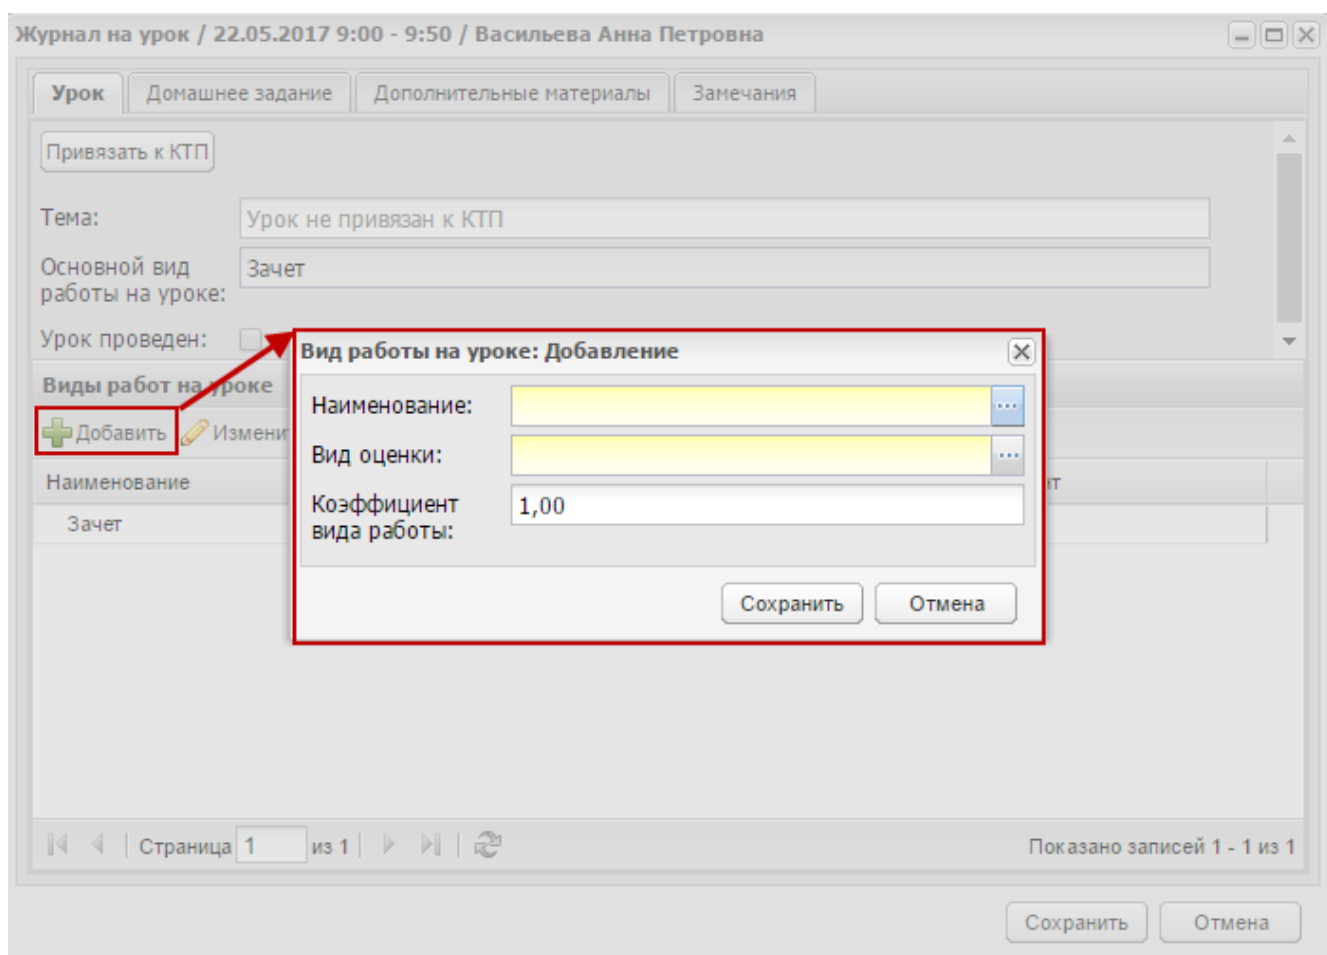 Журнал на урок / 22.05.2017 9:00 - 9:50 / Васильева Анна Петровна
Урок Домашнее задание Дополнительные материалы Замечания
Привязать к КТП
Тема: Урок не привязан к КТП
Основной вид работы на уроке: Зачет
Урок проведен:
Вид работы на уроке: Добавление
Виды работ на уроке
Наименование:
Добавить
Вид оценки:
Наименование
Коэффициент
вида работы: 1,00
Зачет
Сохранить Отмена
Страница 1 из 1 Показано записей 1 - 1 из 1
Сохранить Отмена